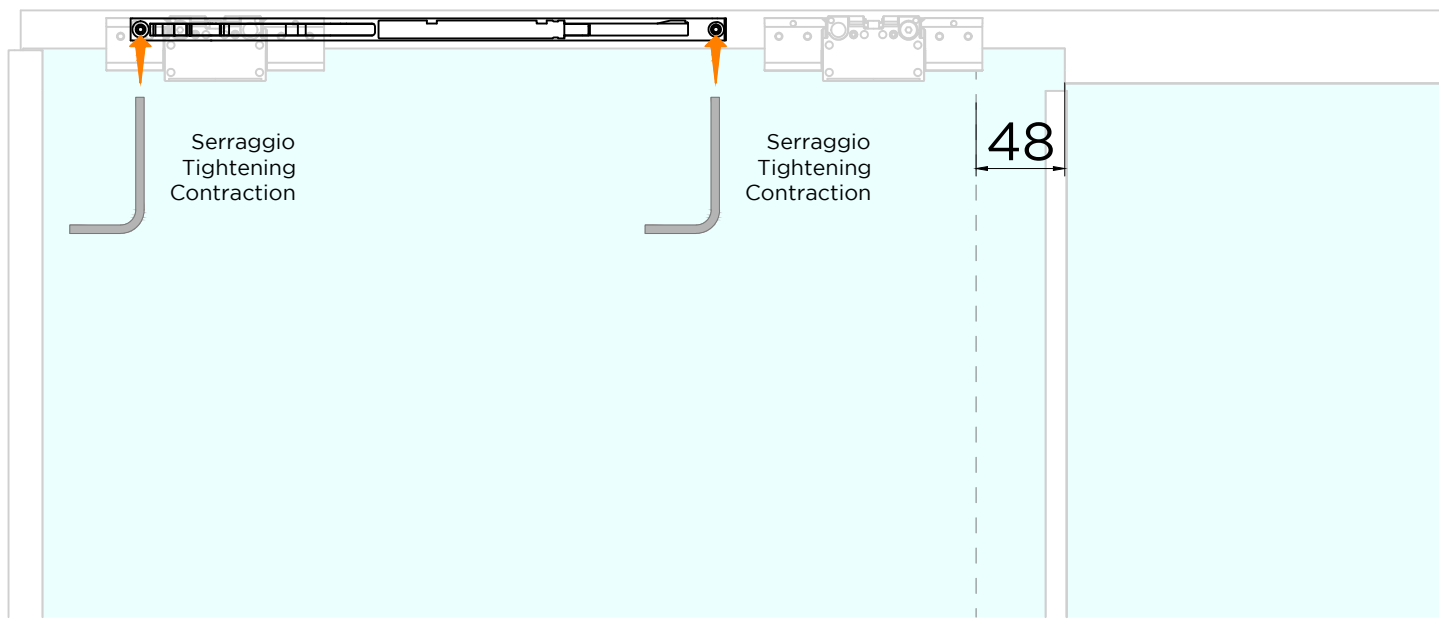 Serraggio
Tightening
Contraction
Serraggio
Tightening
Contraction
48